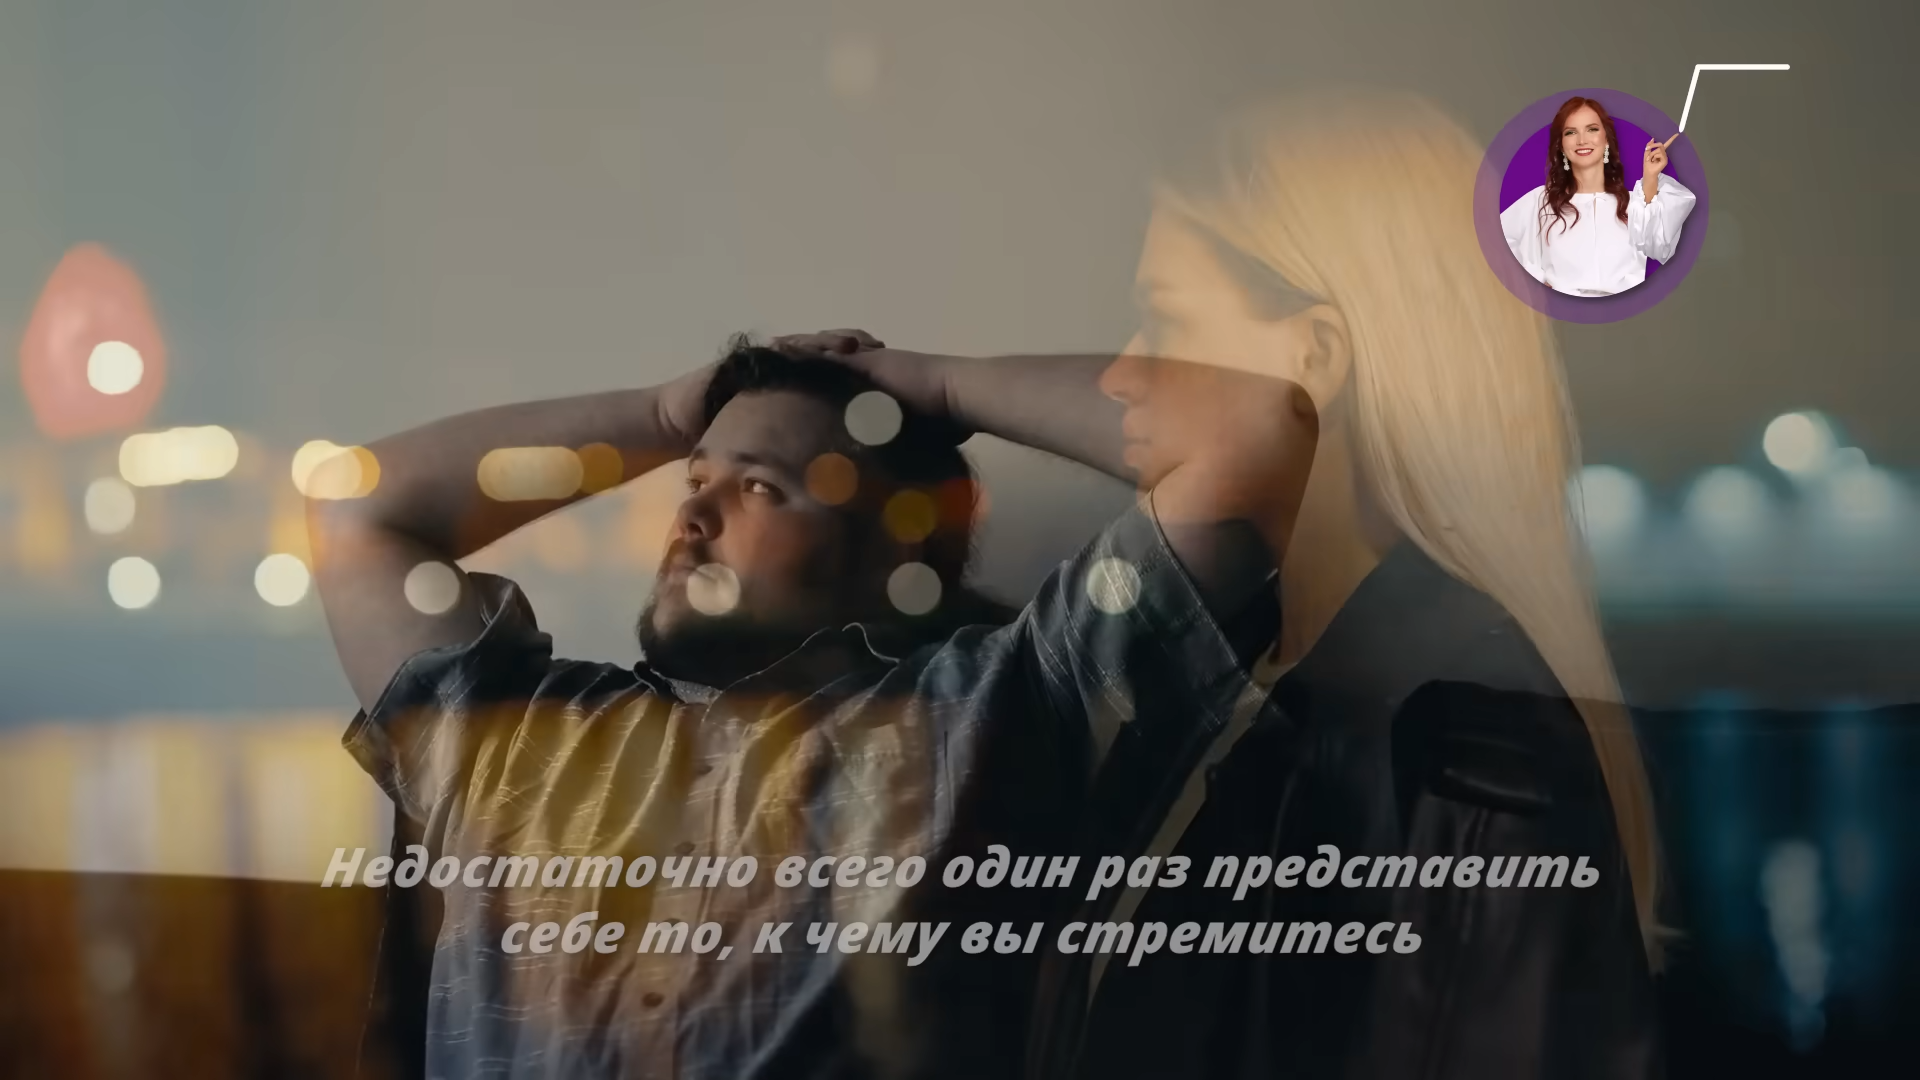 Недостаточно всего один раз представить
себе то, к чему вы стремитесь